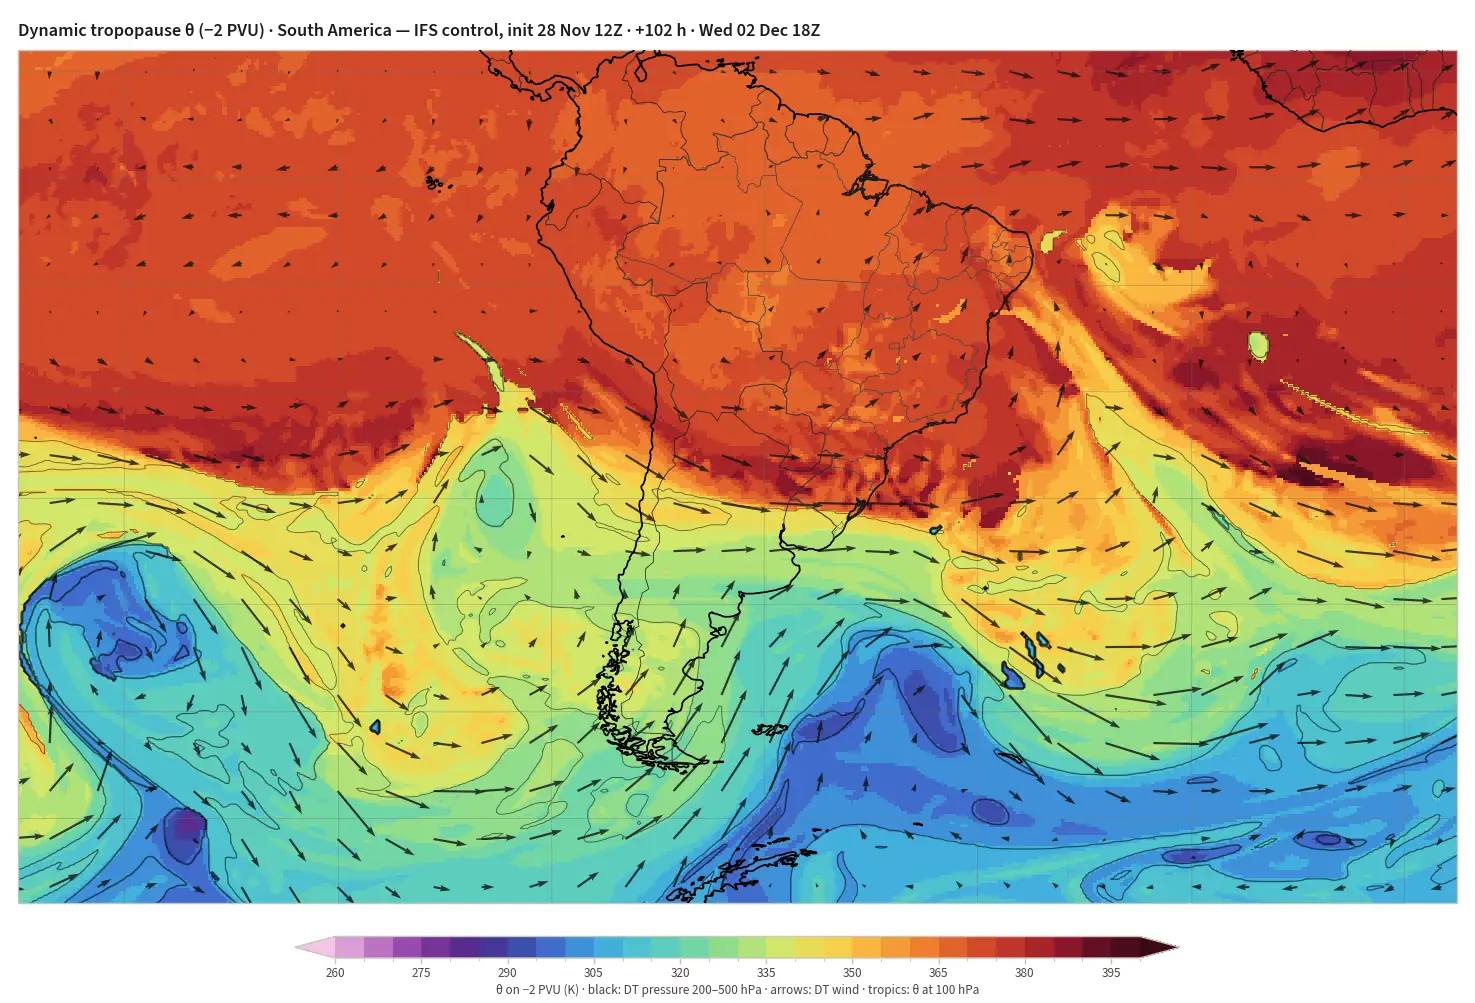 Dynamic tropopause θ (−2 PVU) · South America — IFS control, init 28 Nov 12Z · +102 h · Wed 02 Dec 18Z
260 275 290 305 320 335 350 365 380 395
θ on −2 PVU (K) · black: DT pressure 200–500 hPa · arrows: DT wind · tropics: θ at 100 hPa